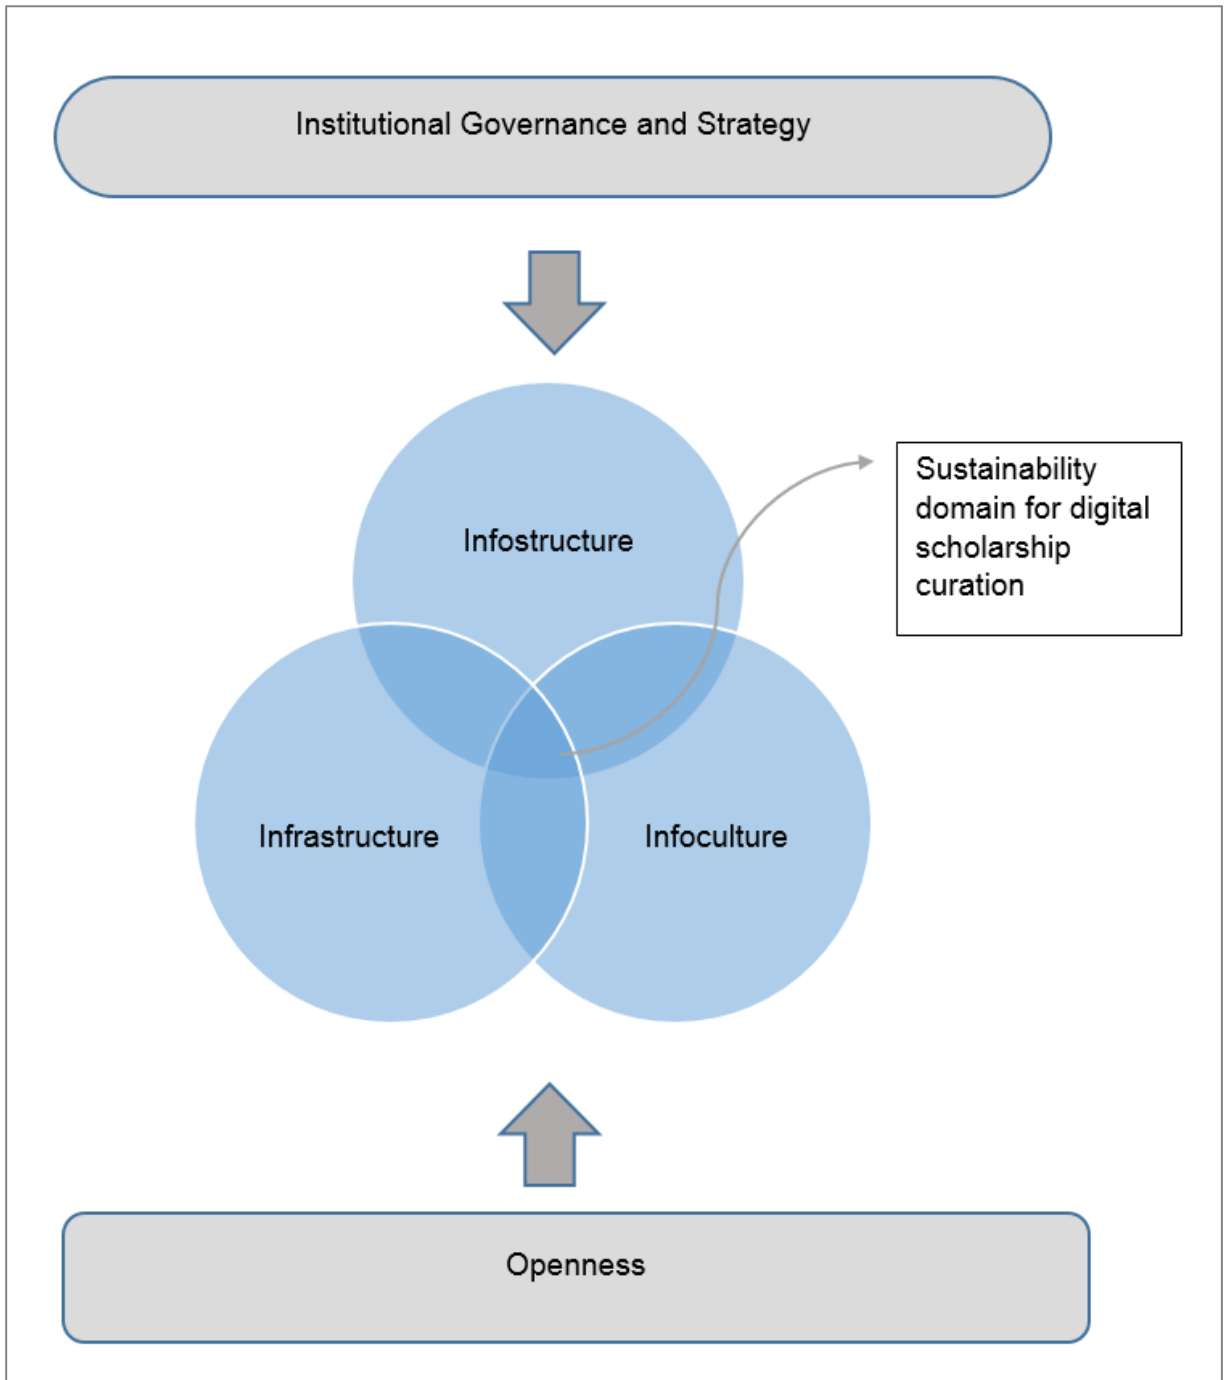 Institutional Governance and Strategy
Infostructure
Sustainability
domain for digital
scholarship
curation
Infrastructure
Infoculture
Openness